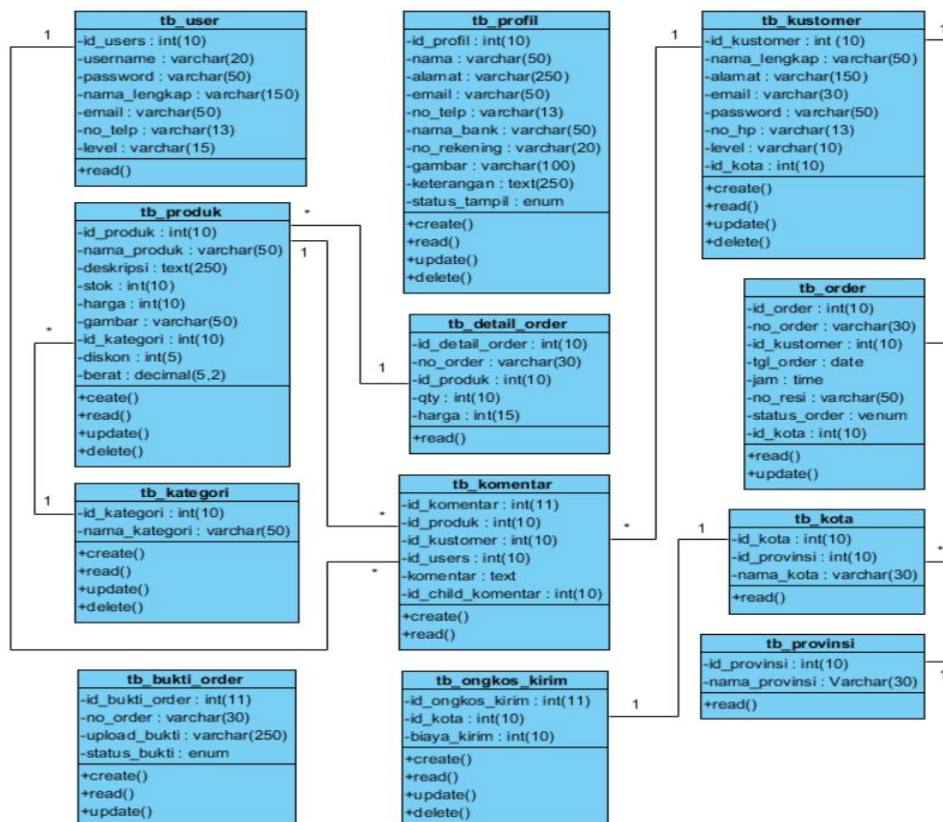 tb_user
-id_users : int(10)
-username : varchar(20)
-password : varchar(50)
-nama_lengkap : varchar(150)
-email : varchar(50)
-no_telp : varchar(13)
-level : varchar(15)
+read()
1
tb_profil
-id_profil : int(10)
-nama : varchar(50)
-alamat : varchar(250)
-email : varchar(50)
-no_telp : varchar(13)
-nama_bank : varchar(50)
-no_rekening : varchar(20)
-gambar : varchar(100)
-keterangan : text(250)
-status_tampil : enum
+create()
+read()
+update()
+delete()
1
tb_kustomer
-id_kustomer : int (10)
-nama_lengkap : varchar(50)
-alamat : varchar(150)
-email : varchar(30)
-password : varchar(50)
-no_hp : varchar(13)
-level : varchar(10)
-id_kota : int(10)
+create()
+read()
+update()
+delete()
1
tb_produk
-id_produk : int(10)
-nama_produk : varchar(50)
-deskripsi : text(250)
-stok : int(10)
-harga : int(10)
-gambar : varchar(50)
-id_kategori : int(10)
-diskon : int(5)
-berat : decimal(5,2)
+ceate()
+read()
+update()
+delete()
*
1
*
tb_detail_order
-id_detail_order : int(10)
-no_order : varchar(30)
-id_produk : int(10)
-qty : int(10)
-harga : int(15)
+read()
1
tb_order
-id_order : int(10)
-no_order : varchar(30)
-id_kustomer : int(10)
-tgl_order : date
-jam : time
-no_resi : varchar(50)
-status_order : venum
-id_kota : int(10)
+read()
+update()
tb_kategori
-id_kategori : int(10)
-nama_kategori : varchar(50)
+create()
+read()
+update()
+delete()
1
tb_komentar
-id_komentar : int(11)
-id_produk : int(10)
-id_kustomer : int(10)
-id_users : int(10)
-komentar : text
-id_child_komentar : int(10)
+create()
+read()
*
*
*
tb_kota
-id_kota : int(10)
-id_provinsi : int(10)
-nama_kota : varchar(30)
+read()
1
*
tb_provinsi
-id_provinsi : int(10)
-nama_provinsi : Varchar(30)
+read()
1
tb_bukti_order
-id_bukti_order : int(11)
-no_order : varchar(30)
-upload_bukti : varchar(250)
-status_bukti : enum
+create()
+read()
+update()
tb_ongkos_kirim
-id_ongkos_kirim : int(11)
-id_kota : int(10)
-biaya_kirim : int(10)
+create()
+read()
+update()
+delete()
1